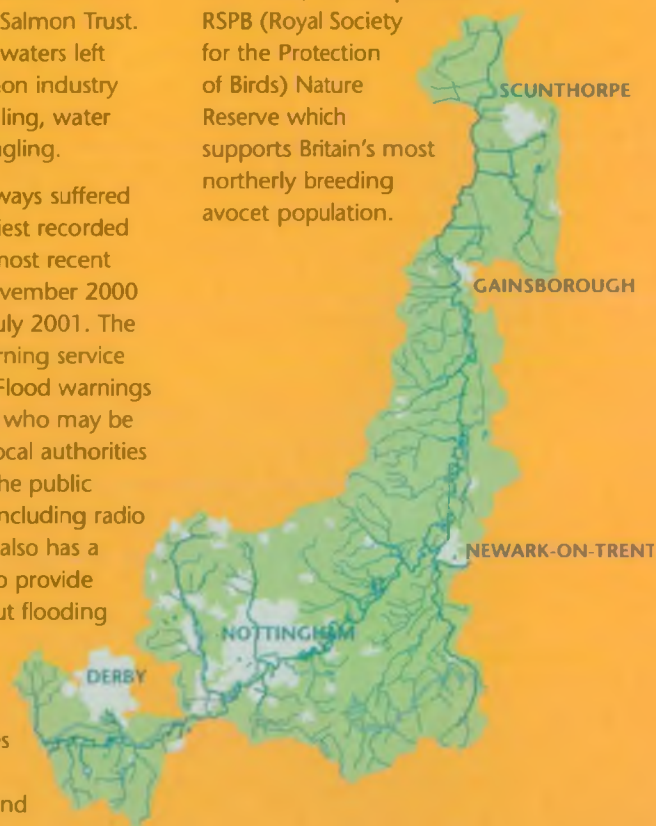 Salmon Trust.
waters left
on industry
ling, water
gling.
ways suffered
iest recorded
most recent
vember 2000
uly 2001. The
rning service
Flood warnings
who may be
ocal authorities
he public
ncluding radio
also has a
o provide
ut flooding
s
nd
RSPB (Royal Society
for the Protection
of Birds) Nature
Reserve which
supports Britain's most
northerly breeding
avocet population.
SCUNTHORPE
GAINSBOROUGH
NEWARK-ON-TRENT
NOTTINGHAM
DERBY